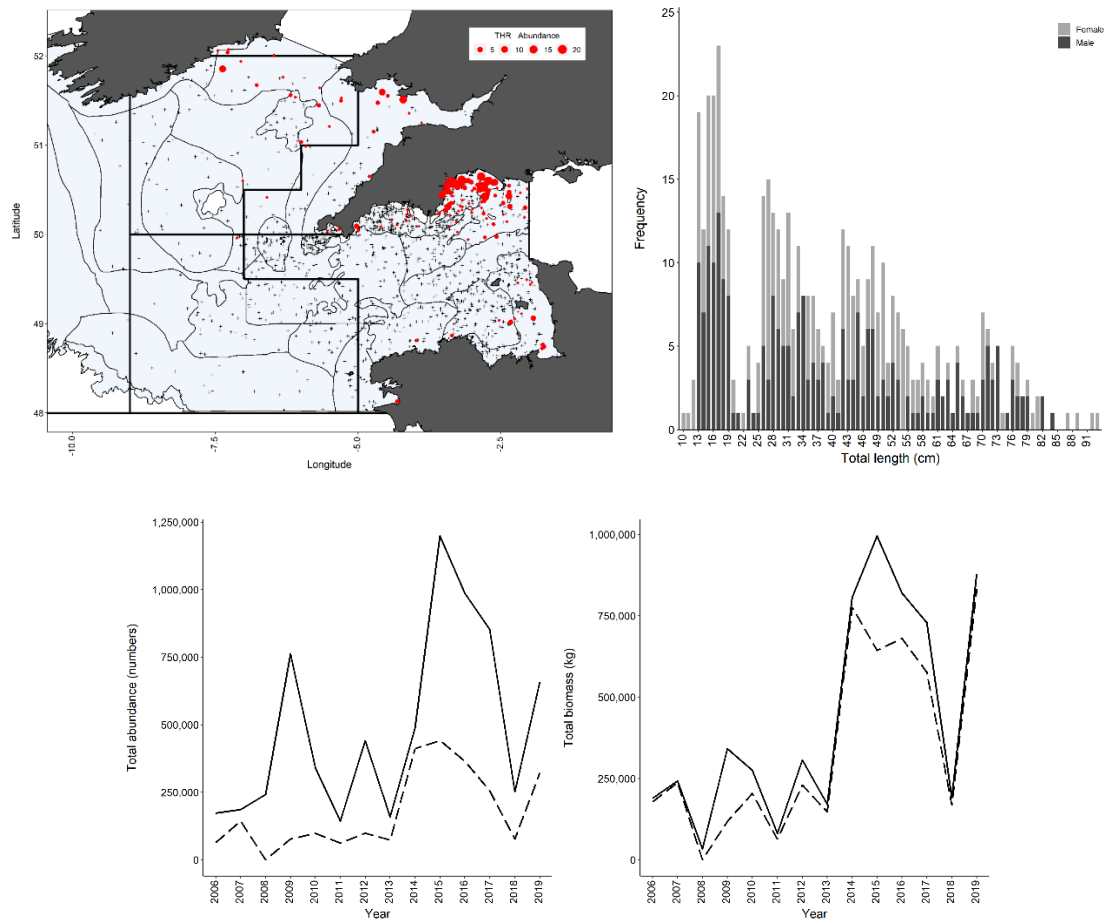 THR Abundance
5 10 15 20
52
51
50
49
48
Latitude
-10.0 -7.5 -5.0 -2.5
Longitude
Female
Male
25
20
15
10
5
0
Frequency
10 13 16 19 22 25 28 31 34 37 40 43 46 49 52 55 58 61 64 67 70 73 76 79 82 85 88 91
Total length (cm)
1,250,000
1,000,000
750,000
500,000
250,000
0
Total abundance (numbers)
2006 2007 2008 2009 2010 2011 2012 2013 2014 2015 2016 2017 2018 2019
Year
1,000,000
750,000
500,000
250,000
0
Total biomass (kg)
2006 2007 2008 2009 2010 2011 2012 2013 2014 2015 2016 2017 2018 2019
Year